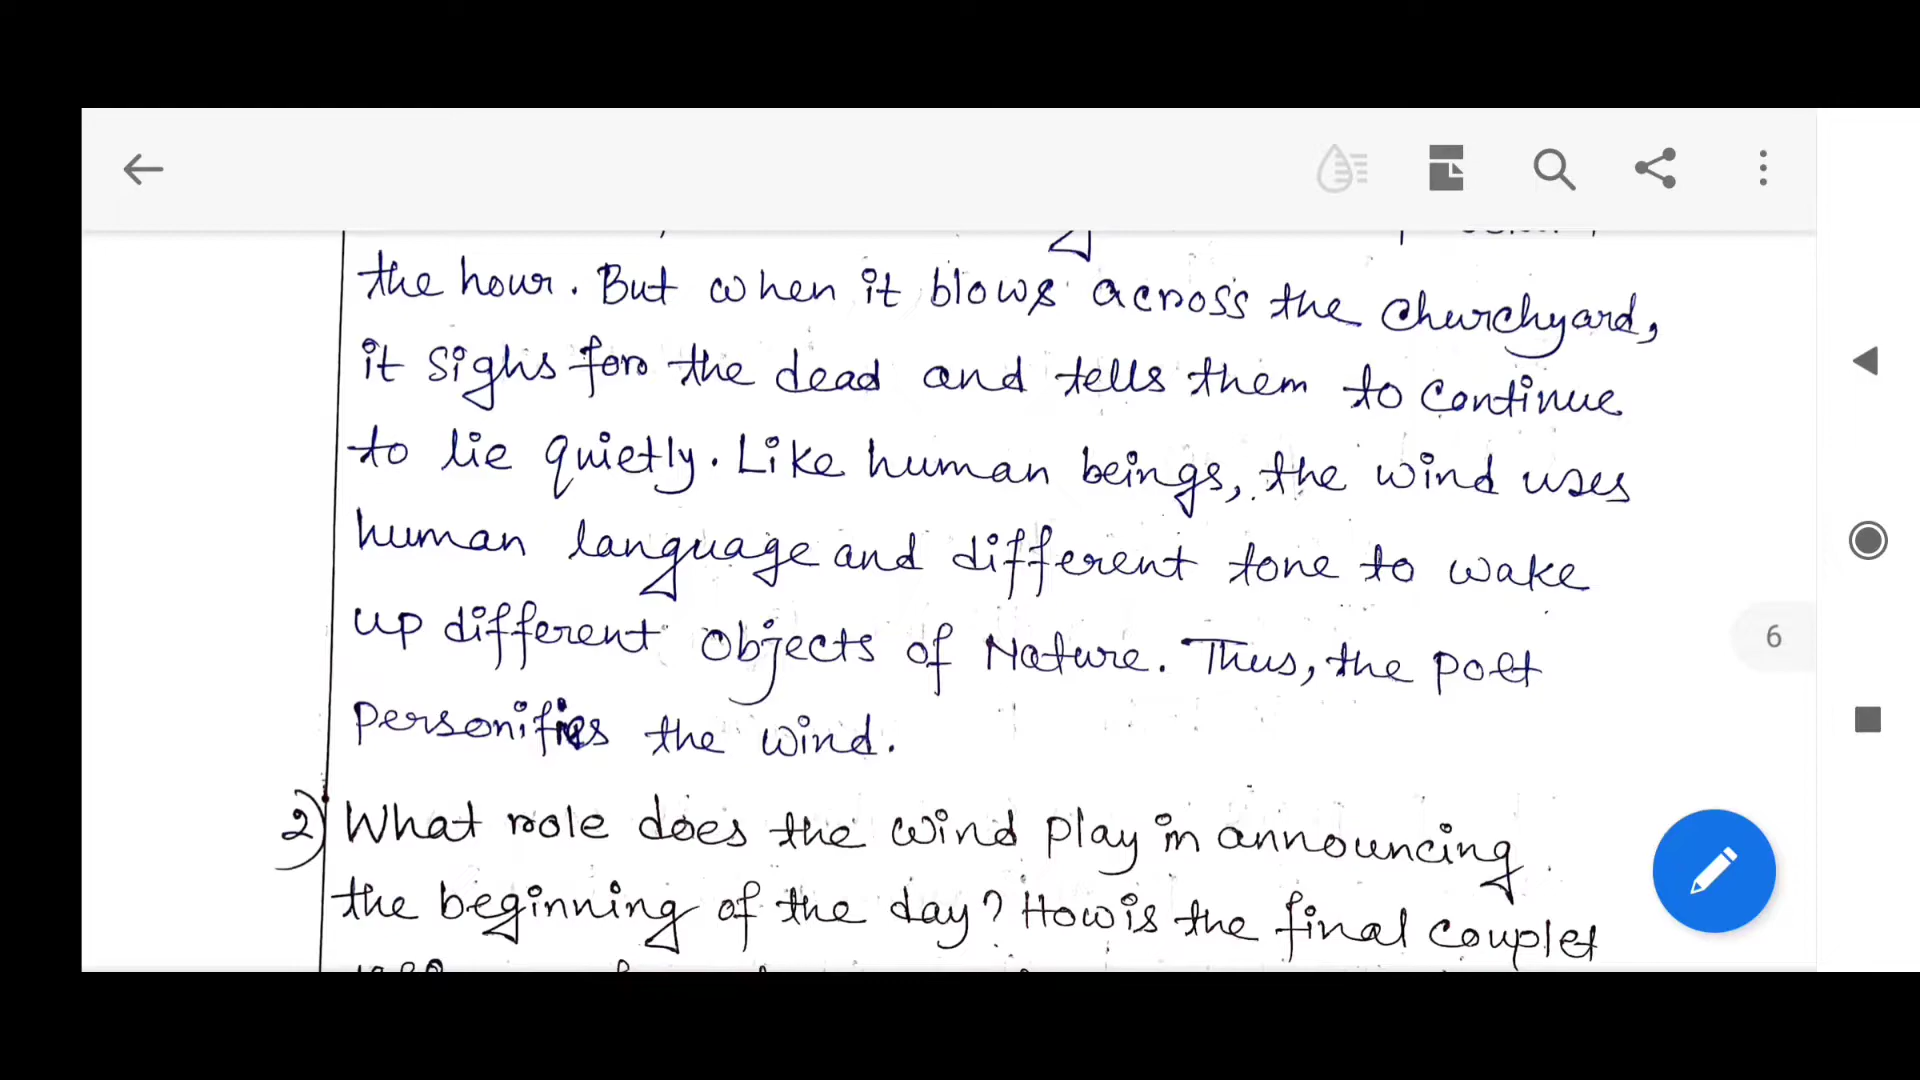 the hour. But when it blows across the churchyard,
it sighs for the dead and tells them to continue
to lie quietly. Like human beings, the wind uses
human language and different tone to wake
up different objects of Nature. Thus, the poet
personifies the wind.
2) What role does the wind play in announcing
the beginning of the day? How is the final couplet
6